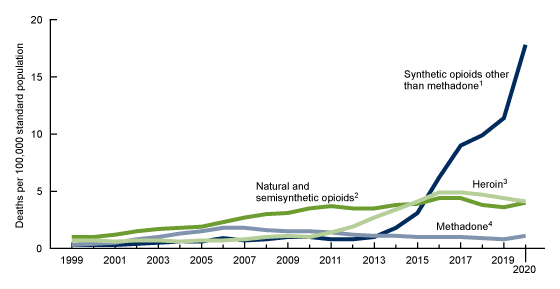 20
15
10
5
0
Deaths per 100,000 standard population
Synthetic opioids other
than methadone1
Natural and
semisynthetic opioids2
Heroin3
Methadone4
1999 2001 2003 2005 2007 2009 2011 2013 2015 2017 2019
2020